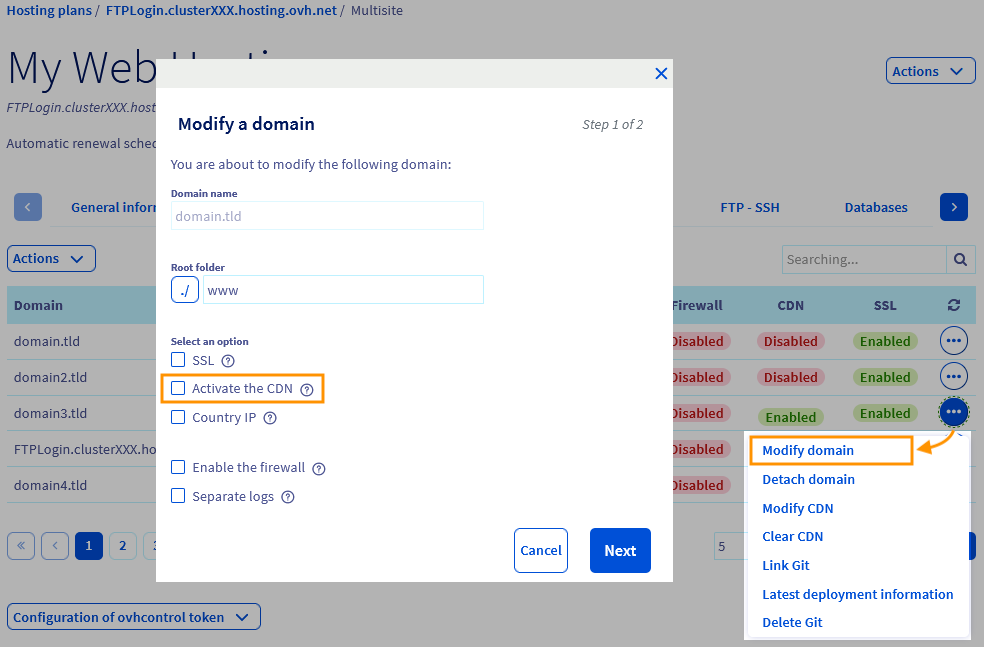 Hosting plans / FTPLogin.clusterXXX.hosting.ovh.net / Multisite
My Web
FTPLogin.clusterXXX.host
Actions
Automatic renewal sched
General inform
FTP - SSH
Databases
Actions
Searching...
Domain
Firewall
CDN
SSL
domain.tld
Disabled
Disabled
Enabled
domain2.tld
Disabled
Disabled
Enabled
domain3.tld
Disabled
Enabled
Enabled
FTPLogin.clusterXXX.ho
Disabled
domain4.tld
Disabled
« < 1 2
5
Configuration of ovhcontrol token
Modify a domain
Step 1 of 2
You are about to modify the following domain:
Domain name
domain.tld
Root folder
./ www
Select an option
SSL
Activate the CDN
Country IP
Enable the firewall
Separate logs
Cancel
Next
Modify domain
Detach domain
Modify CDN
Clear CDN
Link Git
Latest deployment information
Delete Git